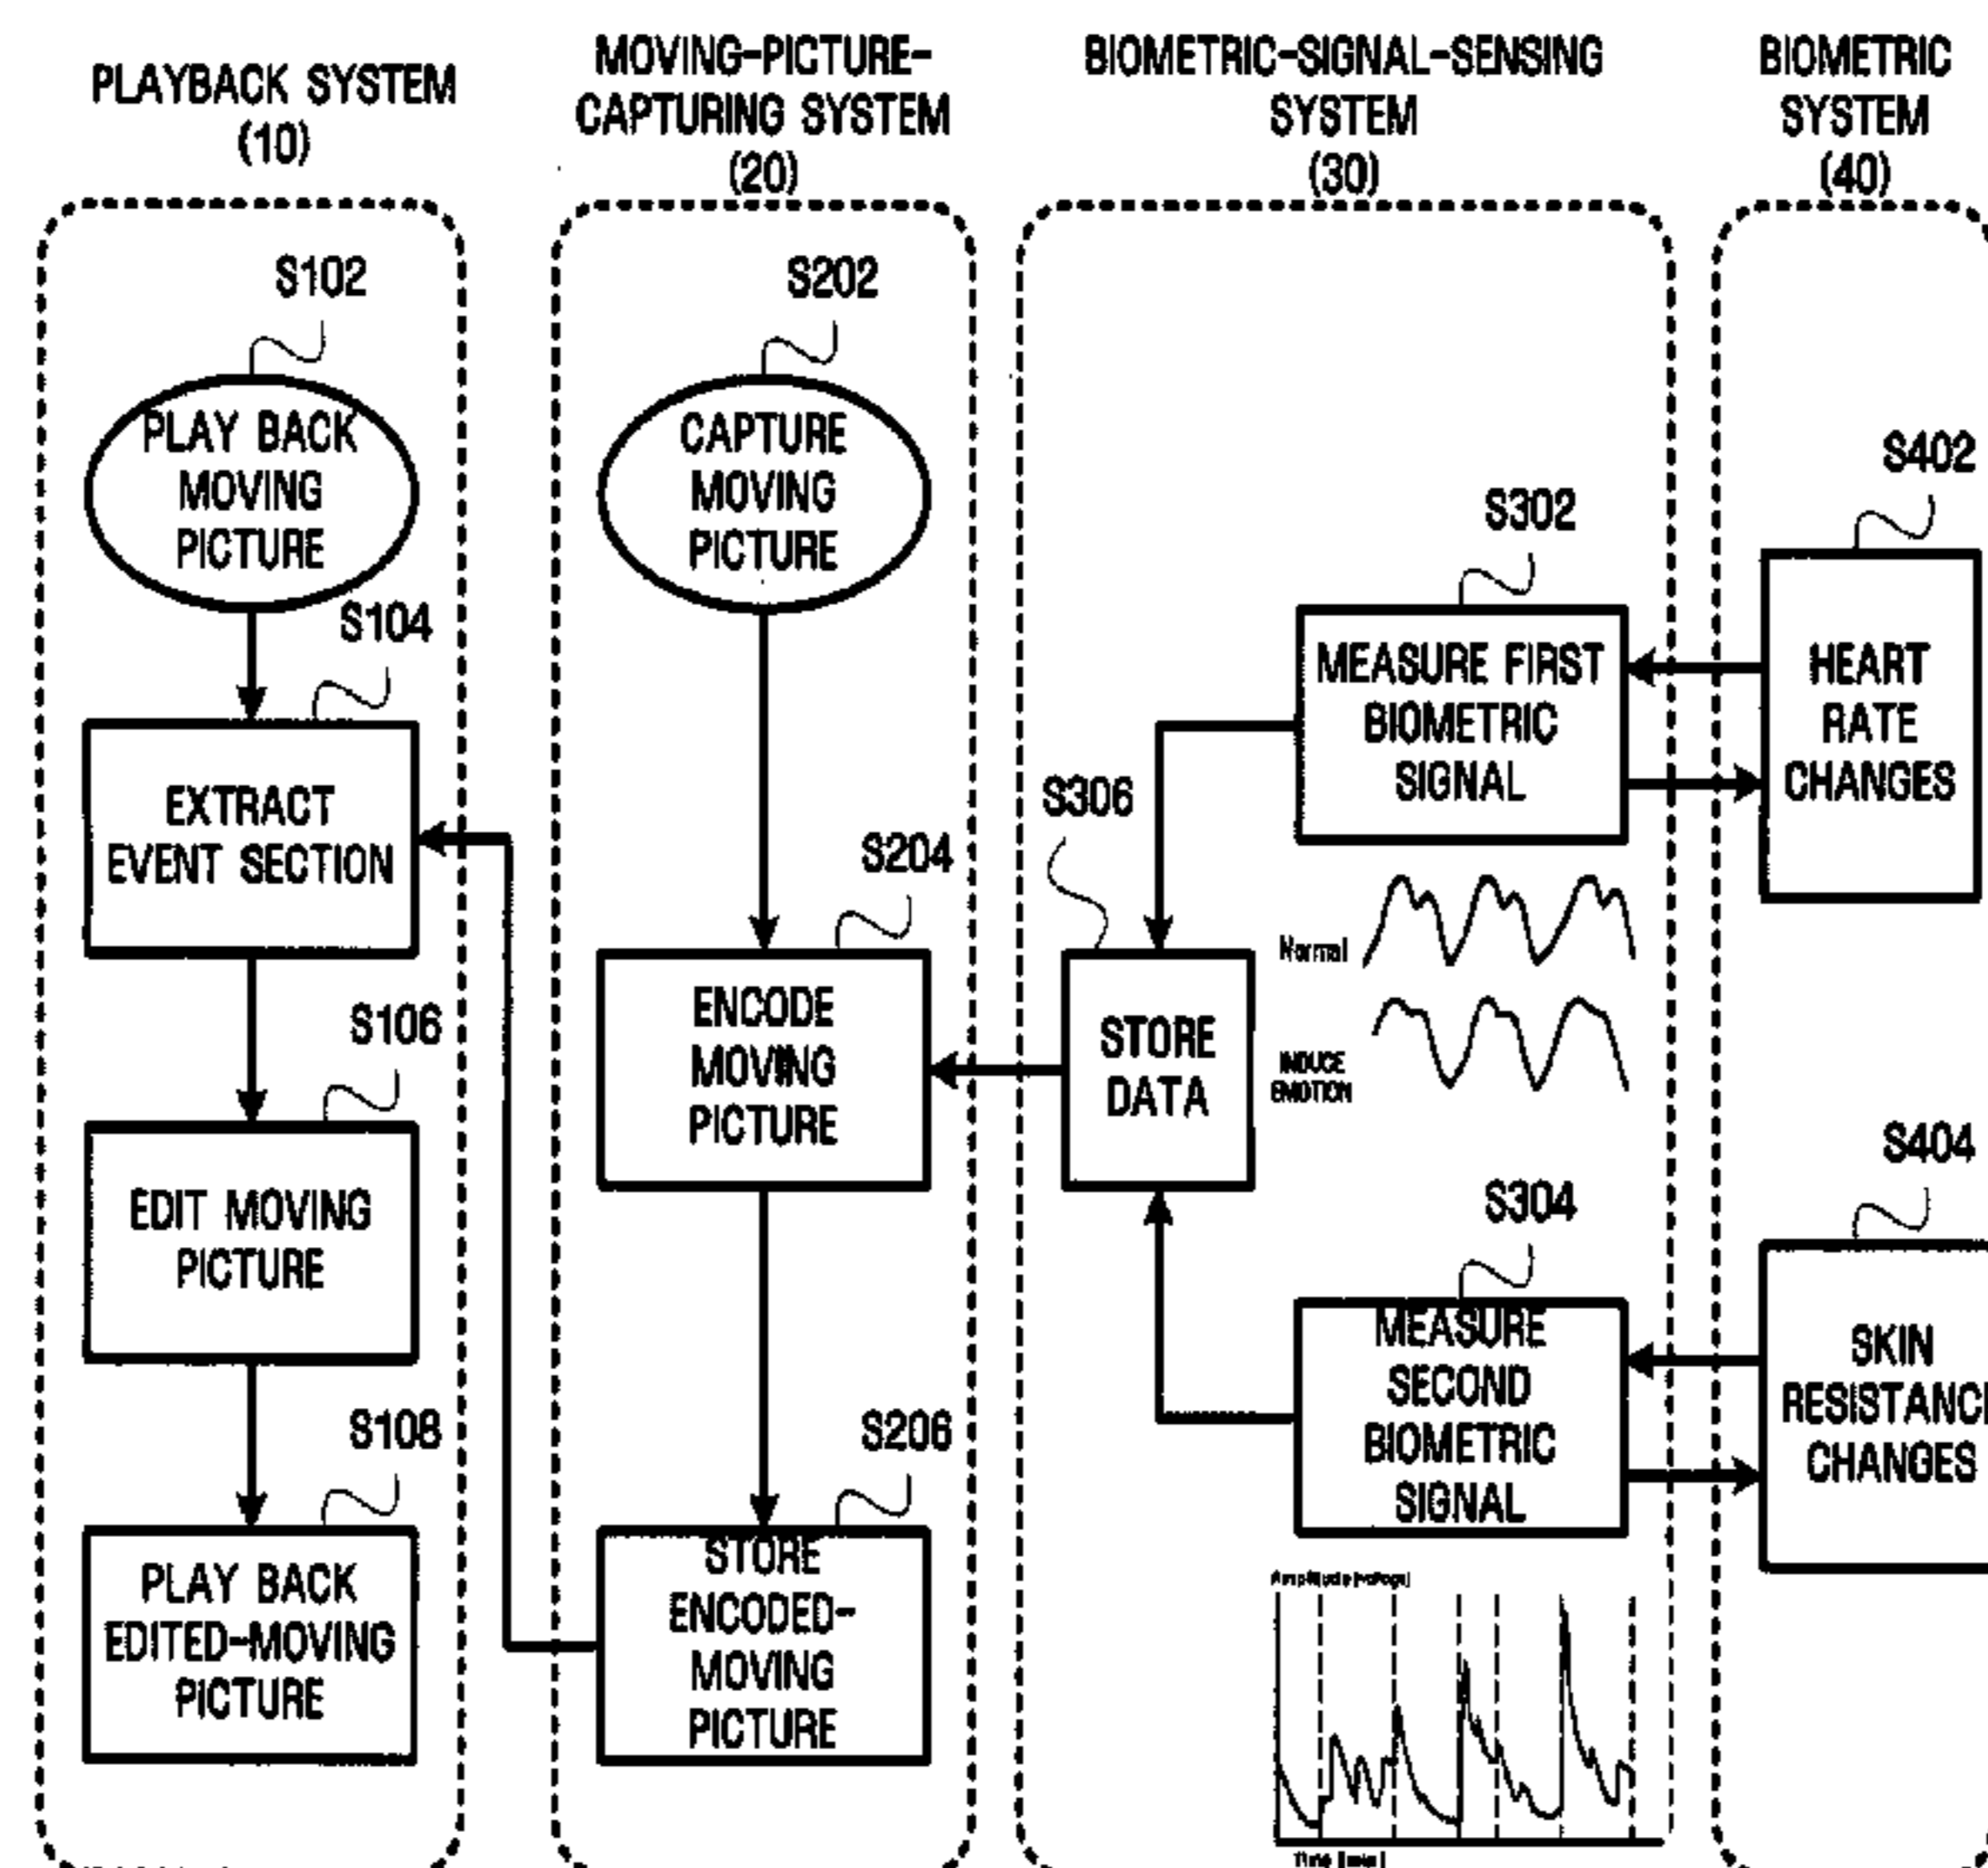 PLAYBACK SYSTEM
(10)
MOVING-PICTURE-
CAPTURING SYSTEM
(20)
BIOMETRIC-SIGNAL-SENSING
SYSTEM
(30)
BIOMETRIC
SYSTEM
(40)
S102
PLAY BACK
MOVING
PICTURE
S104
EXTRACT
EVENT SECTION
S106
EDIT MOVING
PICTURE
S108
PLAY BACK
EDITED-MOVING
PICTURE
S202
CAPTURE
MOVING
PICTURE
S204
ENCODE
MOVING
PICTURE
S206
STORE
ENCODED-
MOVING
PICTURE
S302
MEASURE FIRST
BIOMETRIC
SIGNAL
S306
STORE
DATA
Normal
INDUCE
EMOTION
S304
MEASURE
SECOND
BIOMETRIC
SIGNAL
Amplitude
Time
S402
HEART
RATE
CHANGES
S404
SKIN
RESISTANC
CHANGES